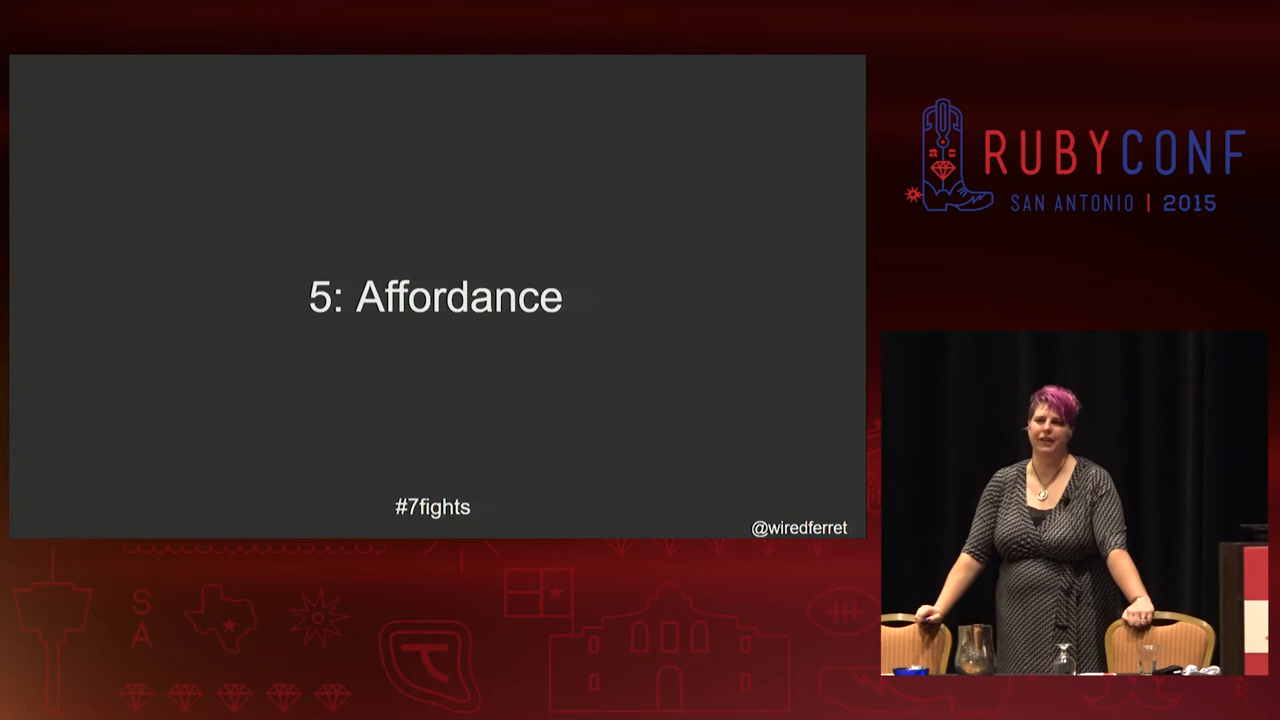 5: Affordance
#7fights
@wiredferret
RUBYCONF
SAN ANTONIO | 2015
S
A